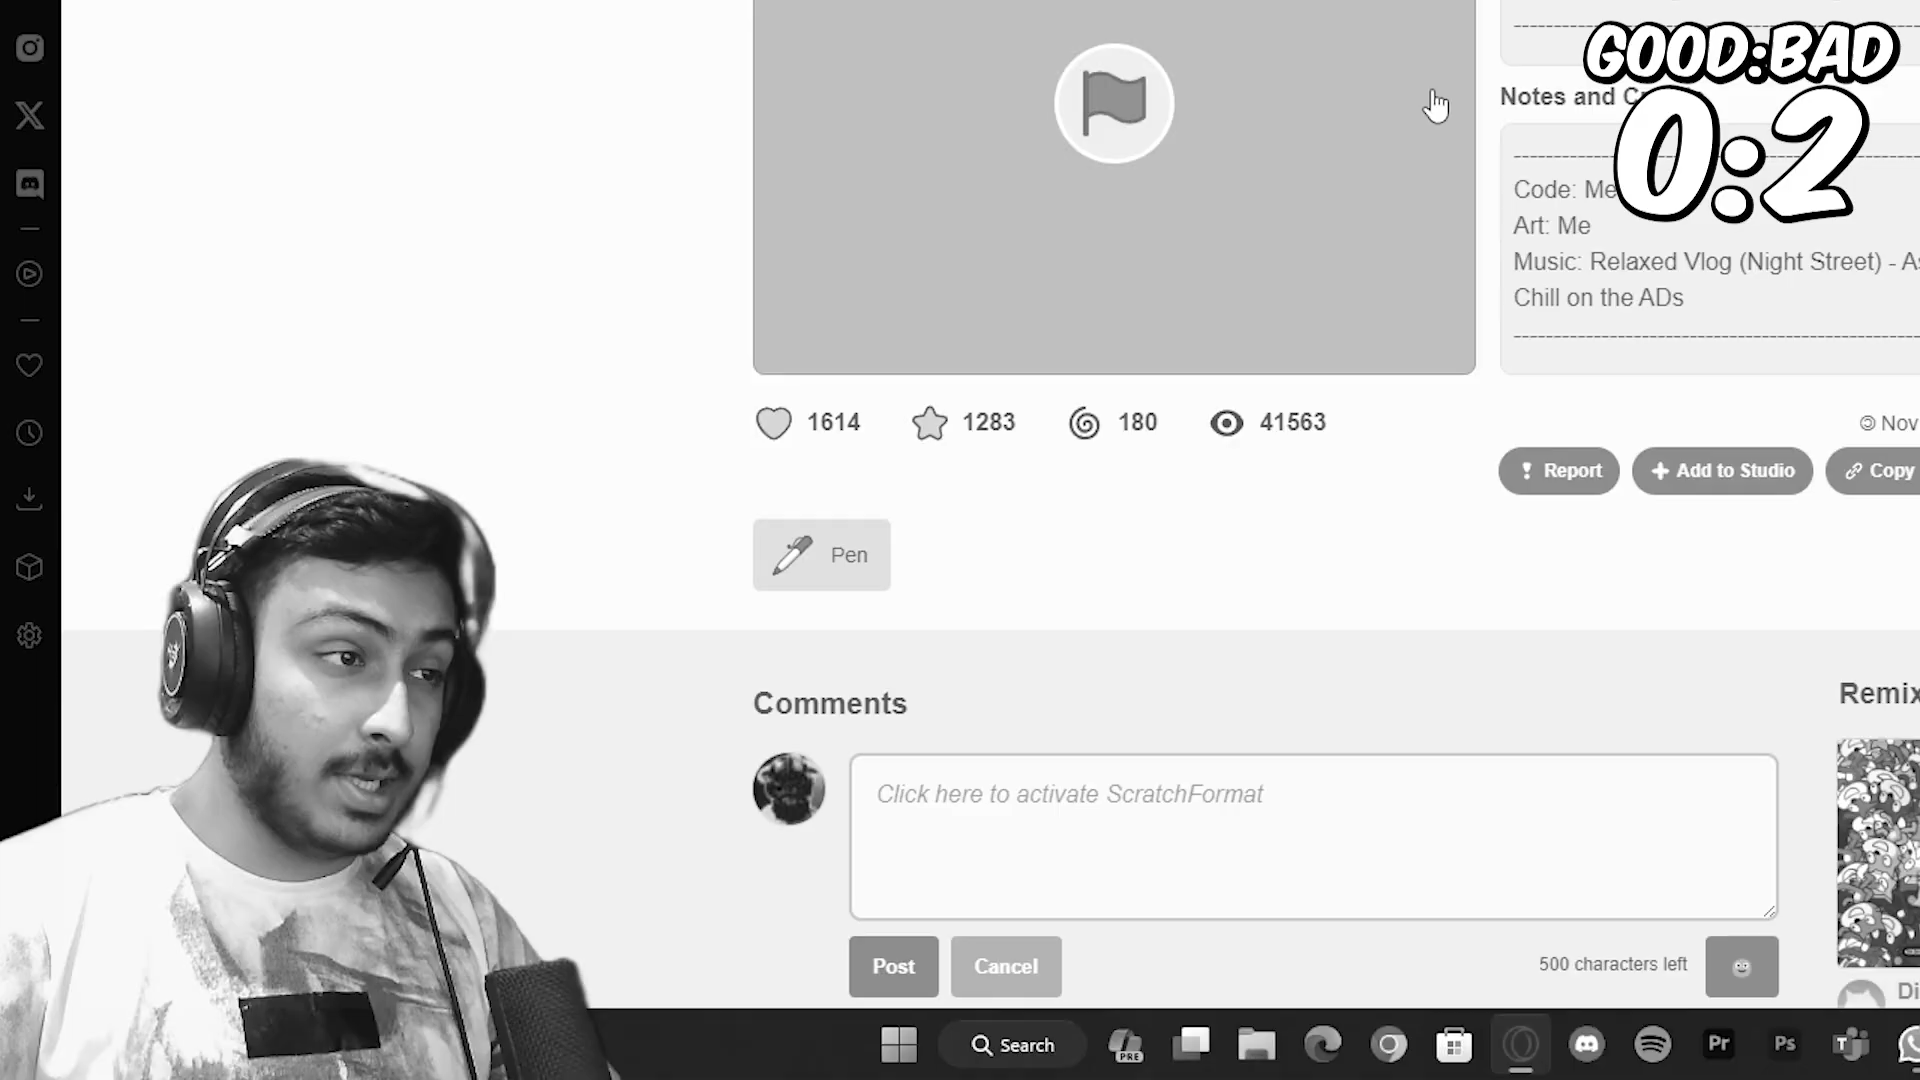 GOOD:BAD
0:2
Notes and
Code: Me
Art: Me
Music: Relaxed Vlog (Night Street) -
Chill on the ADs
1614
1283
180
41563
Nov
Report
Add to Studio
Copy
Pen
Comments
Remix
Click here to activate ScratchFormat
Post
Cancel
500 characters left
Di
Search
PRE
Pr
Ps
T